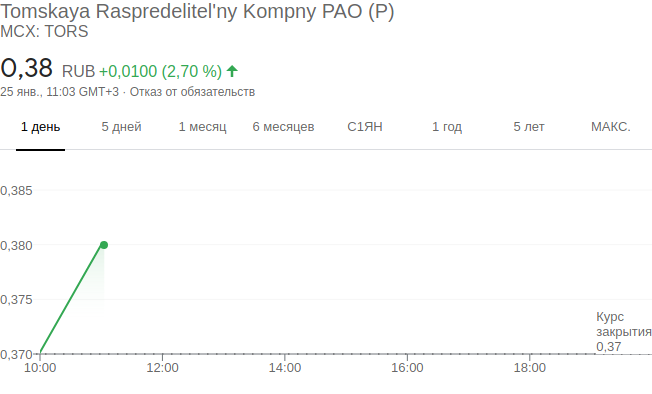 Tomskaya Raspredelitel'ny Kompny PAO (P)
MCX: TORS
0,38 RUB +0,0100 (2,70 %)
25 янв., 11:03 GMT+3 · Отказ от обязательств
1 день 5 дней 1 месяц 6 месяцев С1ЯН 1 год 5 лет МАКС.
0,385
0,380
0,375
Курс
закрытия
0,37
0,370
10:00 12:00 14:00 16:00 18:00